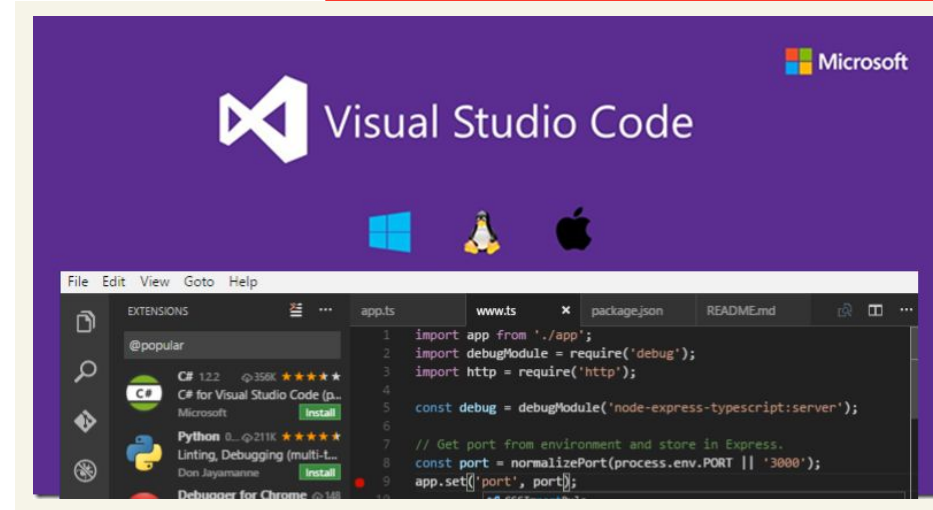 Microsoft
Visual Studio Code
File Edit View Goto Help
EXTENSIONS
app.ts www.ts × package.json README.md
@popular
C# 1.2.2 356K ★★★★★
C# for Visual Studio Code (p...
Microsoft Install
Python 0... 211K ★★★★★
Linting, Debugging (multi-t...
Don Jayamanne Install
Debugger for Chrome 148
C#
1 import app from './app';
2 import debugModule = require('debug');
3 import http = require('http');
4
5 const debug = debugModule('node-express-typescript:server');
6
7 // Get port from environment and store in Express.
8 const port = normalizePort(process.env.PORT || '3000');
9 app.set('port', port);
10